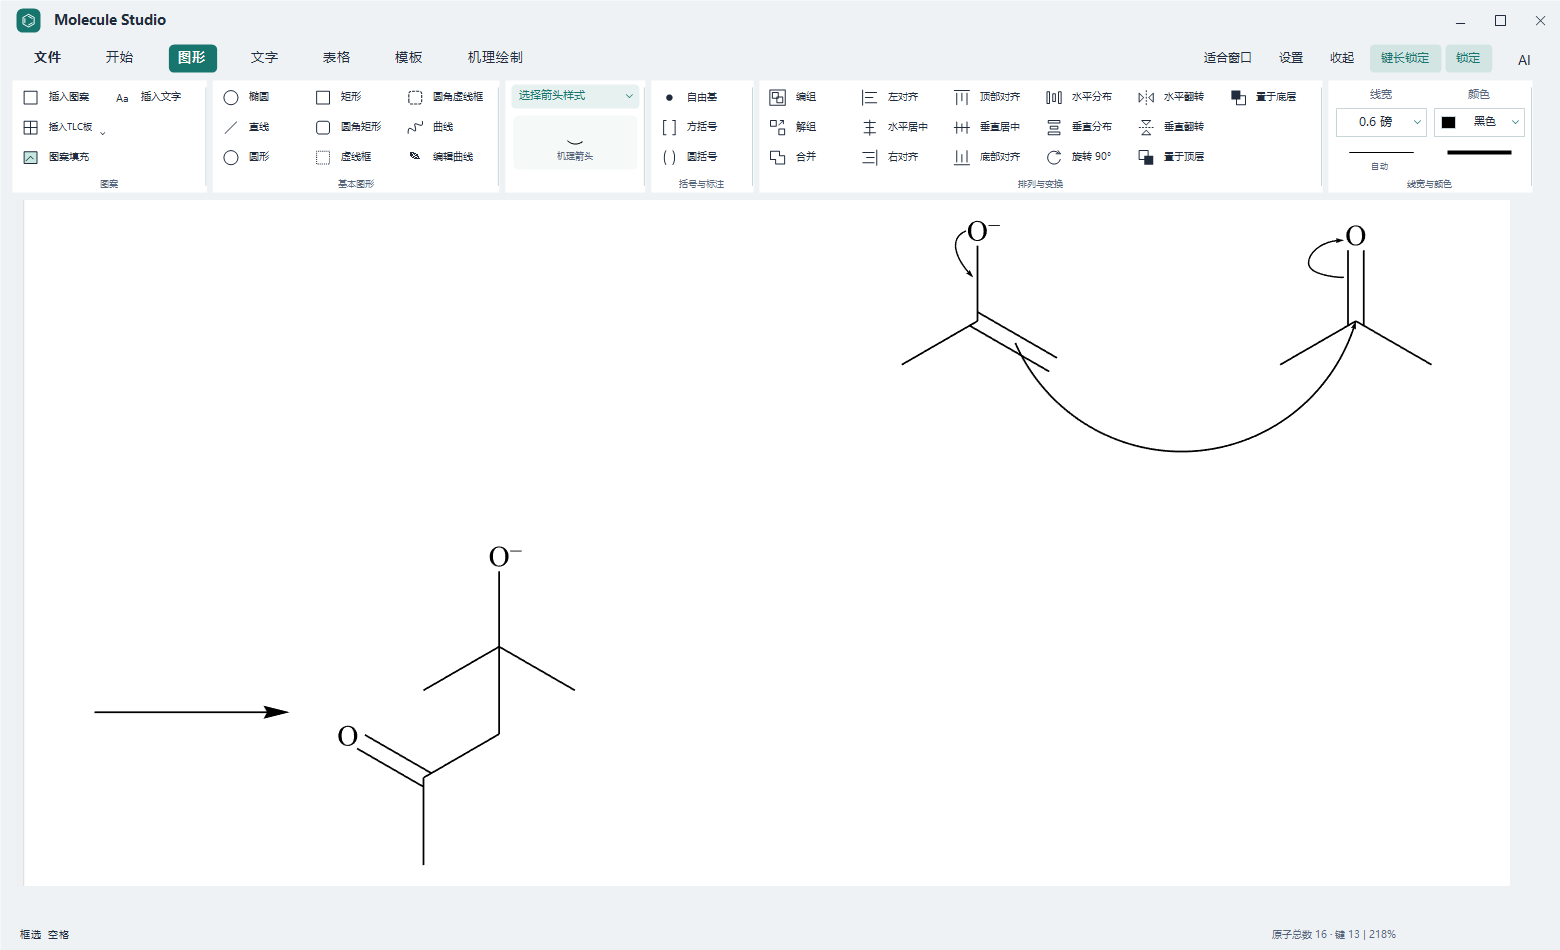 Molecule Studio
文件 开始 图形 文字 表格 模板 机理绘制 适合窗口 设置 收起 键长锁定 锁定 AI
插入图案 Aa 插入文字
插入TLC板
图案填充
图案
椭圆 矩形 圆角虚线框
直线 圆角矩形 曲线
圆形 虚线框 编辑曲线
基本图形
选择箭头样式
机理箭头
自由基
[ ] 方括号
( ) 圆括号
括号与标注
编组 左对齐 顶部对齐 水平分布 水平翻转 置于底层
解组 水平居中 垂直居中 垂直分布 垂直翻转
合并 右对齐 底部对齐 旋转 90° 置于顶层
排列与变换
线宽 颜色
0.6 磅 黑色
自动
线宽与颜色
O⁻ O
O⁻
O
框选 空格 原子总数 16 · 键 13 | 218%